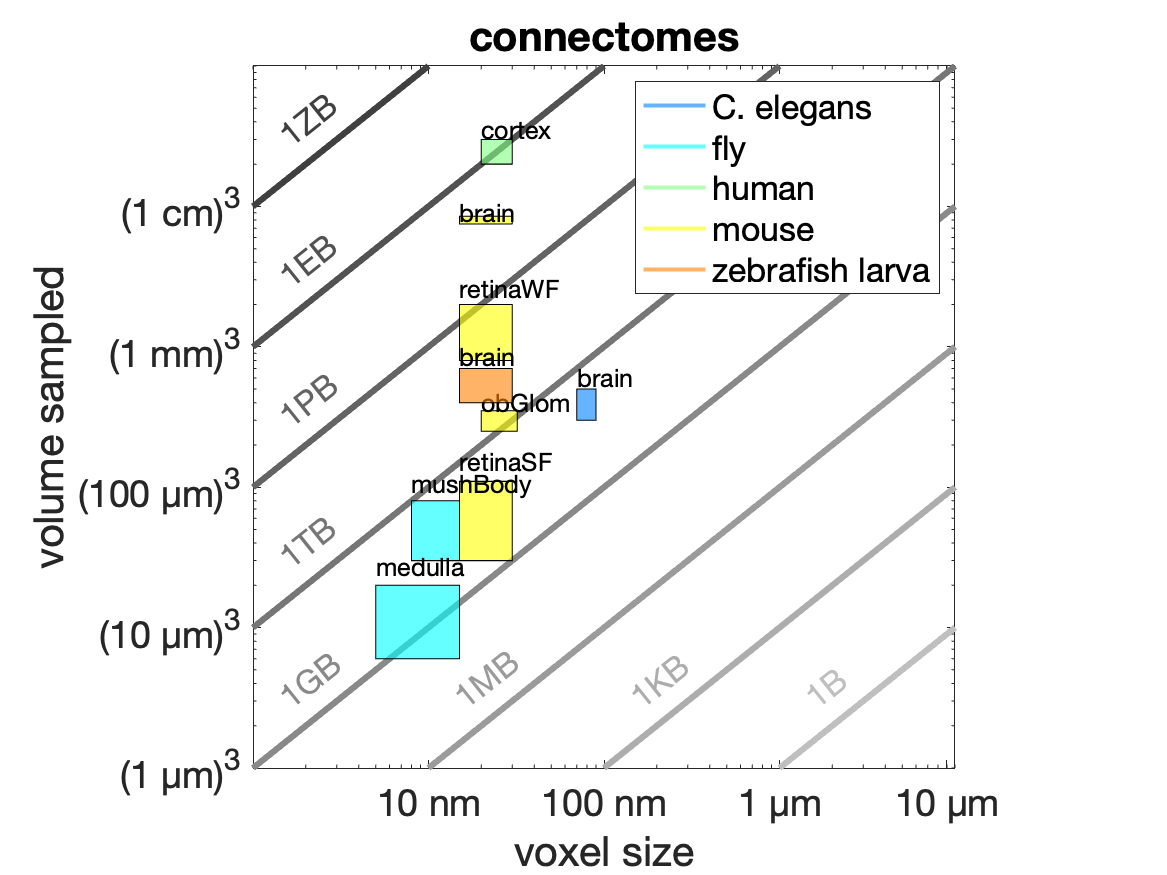 connectomes
C. elegans
fly
human
mouse
zebrafish larva
1ZB
1EB
1PB
1TB
1GB
1MB
1KB
1B
cortex
brain
retinaWF
brain
obGlom
brain
retinaSF
mushBody
medulla
volume sampled
(1 cm)3
(1 mm)3
(100 µm)3
(10 µm)3
(1 µm)3
10 nm
100 nm
1 µm
10 µm
voxel size